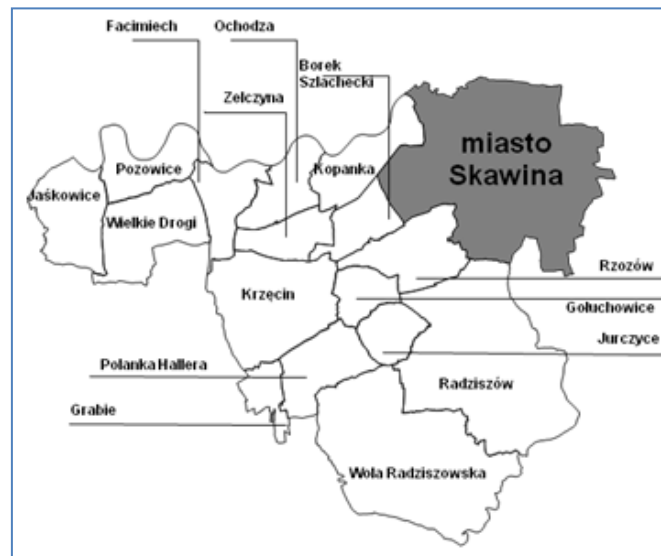 Facimiech
Ochodza
Borek
Szlachecki
Zelczyna
miasto
Skawina
Pozowice
Kopanka
Jaśkowice
Wielkie Drogi
Rzozów
Krzęcin
Gołuchowice
Jurczyce
Polanka Hallera
Radziszów
Grabie
Wola Radziszowska